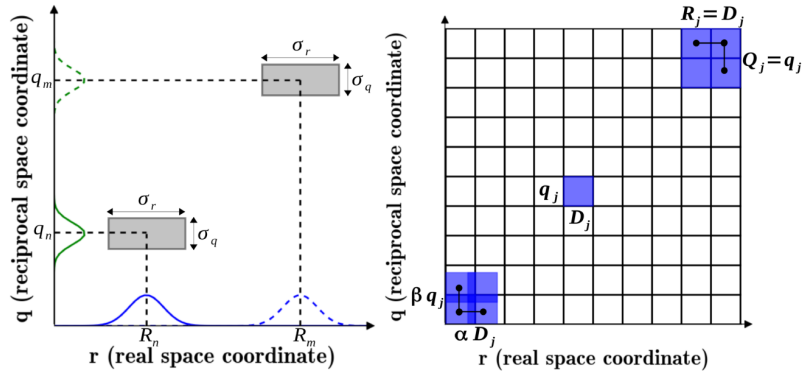 q (reciprocal space coordinate)
q_m
σ_r
σ_q
q_n
σ_r
σ_q
R_n
R_m
r (real space coordinate)
q (reciprocal space coordinate)
R_j = D_j
Q_j = q_j
q_j
D_j
β q_j
α D_j
r (real space coordinate)